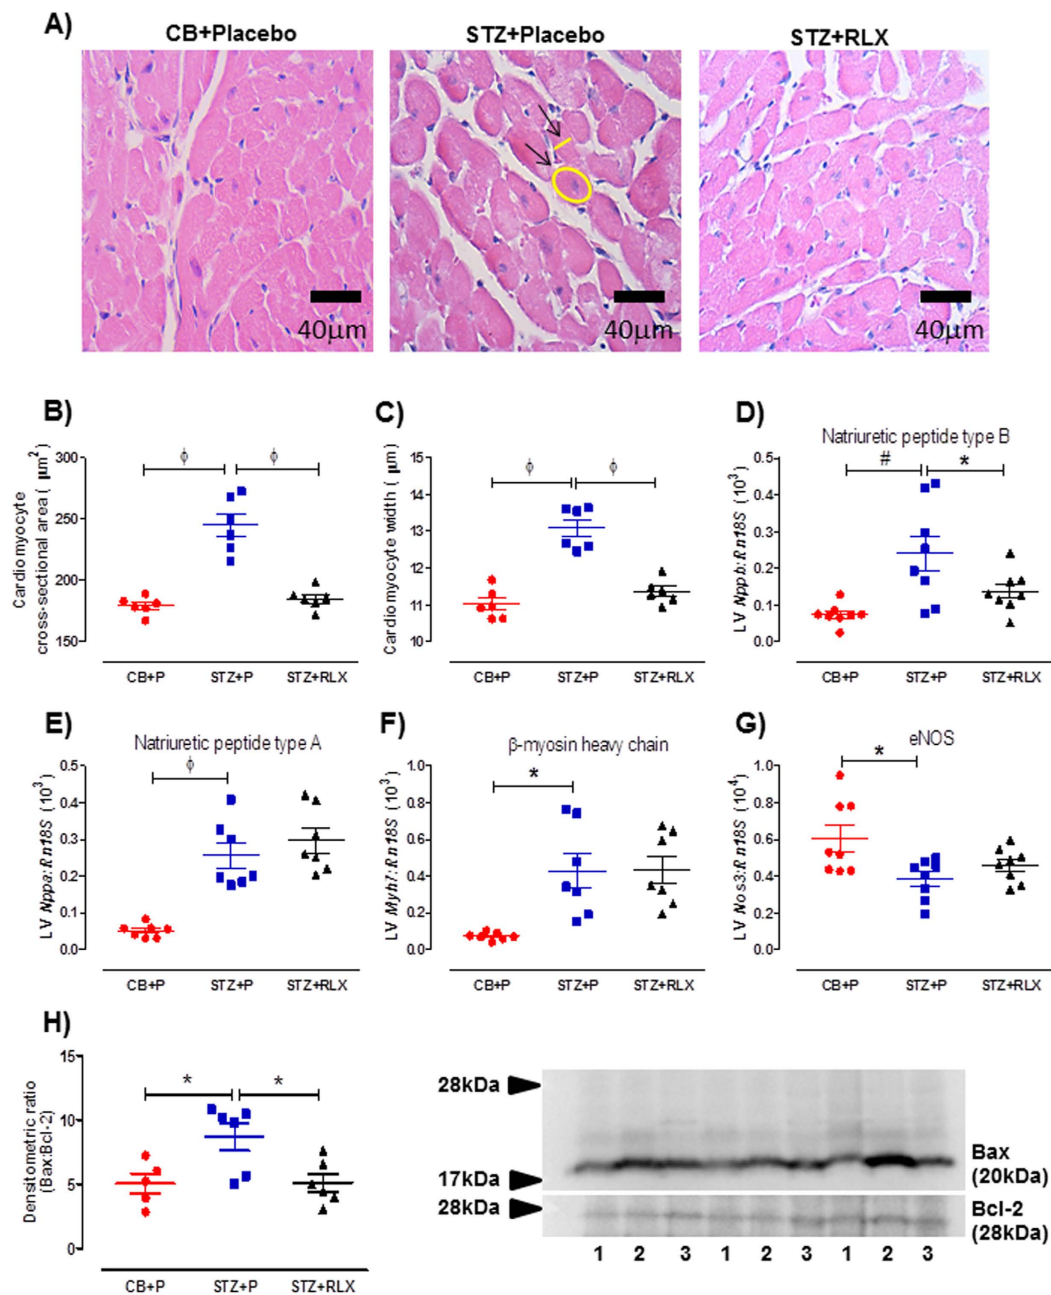 A)
CB+Placebo
STZ+Placebo
STZ+RLX
40μm
40μm
40μm
B)
Cardiomyocyte
cross-sectional area ( μm²)
300
250
200
150
ϕ
ϕ
CB+P
STZ+P
STZ+RLX
C)
Cardiomyocyte width ( μm)
15
14
13
12
11
10
ϕ
ϕ
CB+P
STZ+P
STZ+RLX
D)
Natriuretic peptide type B
LV Nppb:Rn18S (10³)
0.5
0.4
0.3
0.2
0.1
0.0
#
*
CB+P
STZ+P
STZ+RLX
E)
Natriuretic peptide type A
LV Nppa:Rn18S (10³)
0.5
0.4
0.3
0.2
0.1
0.0
ϕ
CB+P
STZ+P
STZ+RLX
F)
β-myosin heavy chain
LV Myh7:Rn18S (10³)
1.0
0.8
0.6
0.4
0.2
0.0
*
CB+P
STZ+P
STZ+RLX
G)
eNOS
LV Nos3:Rn18S (10⁴)
1.0
0.8
0.6
0.4
0.2
0.0
*
CB+P
STZ+P
STZ+RLX
H)
Densitometric ratio
(Bax:Bcl-2)
15
10
5
0
*
*
CB+P
STZ+P
STZ+RLX
28kDa
17kDa
28kDa
Bax
(20kDa)
Bcl-2
(28kDa)
1 2 3 1 2 3 1 2 3